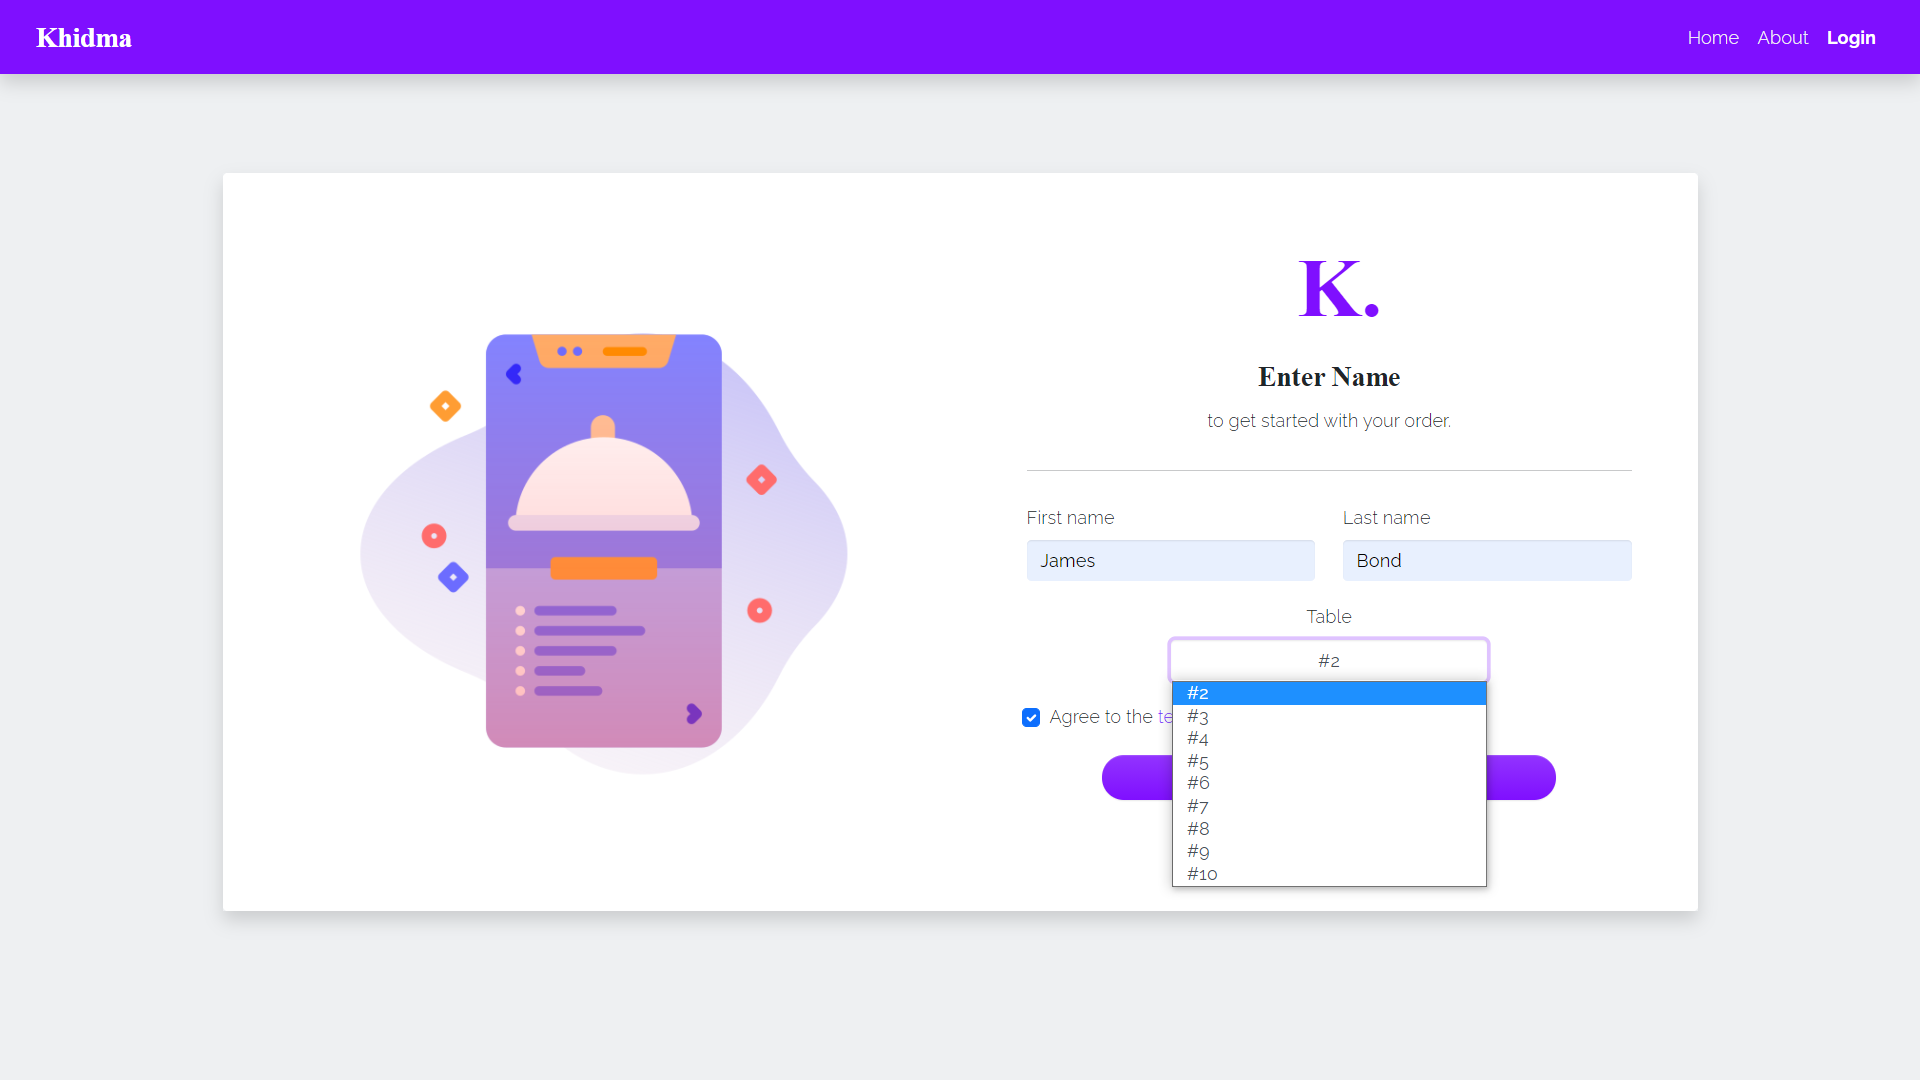 Khidma
Home About Login
K.
Enter Name
to get started with your order.
First name Last name
James Bond
Table
#2
#2
#3
Agree to the
#4
#5
#6
#7
#8
#9
#10